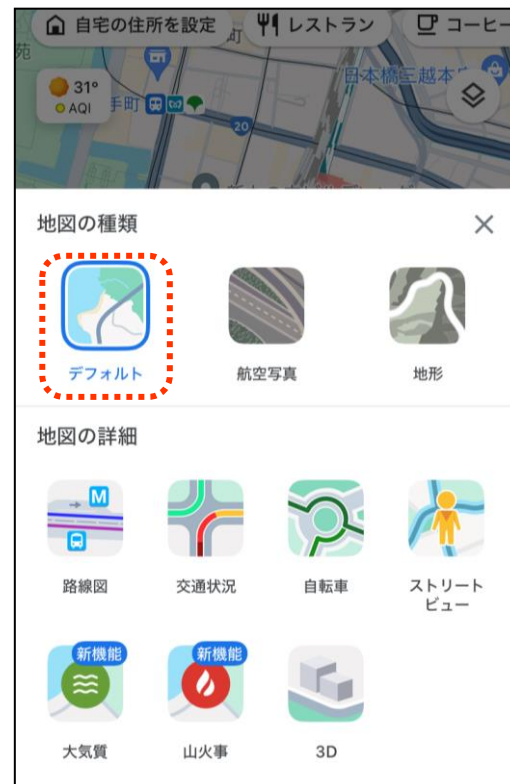 自宅の住所を設定
レストラン
コーヒー
苑
町
日本橋三越本
31°
AQI
手町
20
地図の種類
デフォルト
航空写真
地形
地図の詳細
M
路線図
交通状況
自転車
ストリート
ビュー
新機能
新機能
大気質
山火事
3D